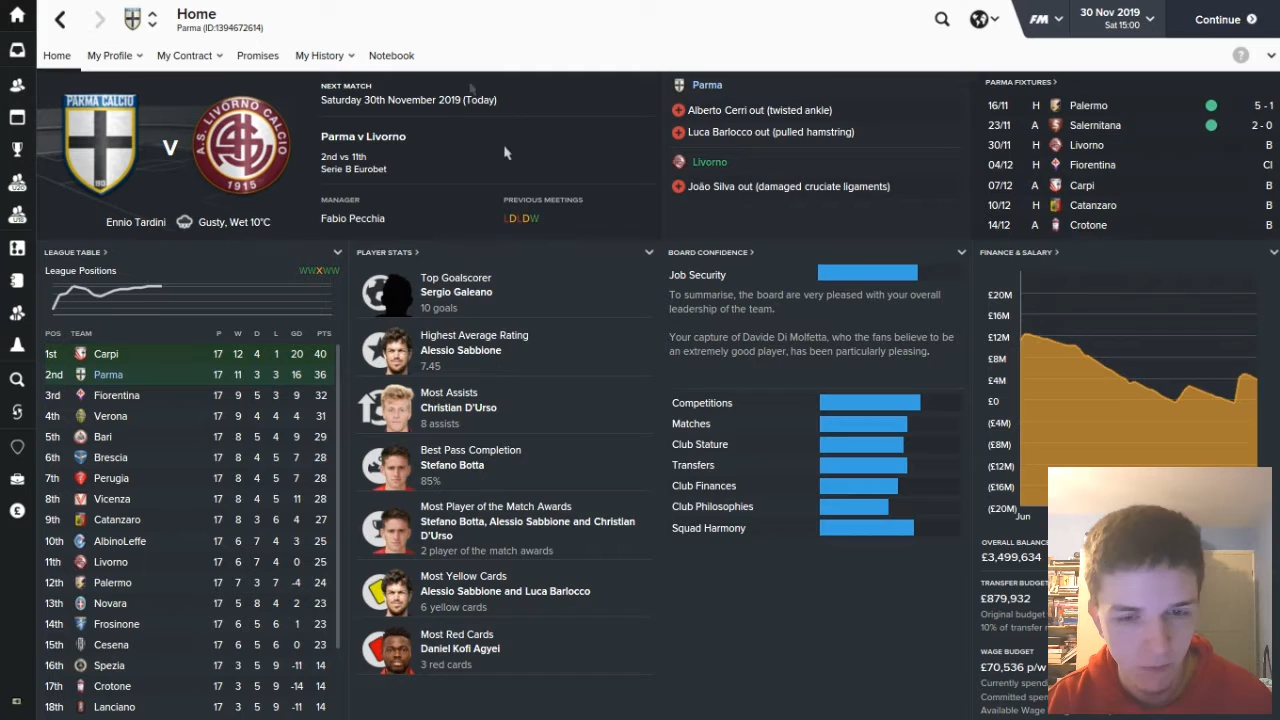 Home
Parma (ID:1394672614)
FM
30 Nov 2019
Sat 15:00
Continue
Home
My Profile
My Contract
Promises
My History
Notebook
?
PARMA CALCIO
1913
V
A.S. LIVORNO CALCIO
1915
Ennio Tardini
Gusty, Wet 10°C
NEXT MATCH
Saturday 30th November 2019 (Today)
Parma v Livorno
2nd vs 11th
Serie B Eurobet
MANAGER
Fabio Pecchia
PREVIOUS MEETINGS
LDLDW
Parma
Alberto Cerri out (twisted ankle)
Luca Barlocco out (pulled hamstring)
Livorno
João Silva out (damaged cruciate ligaments)
PARMA FIXTURES >
16/11 H Palermo 5 - 1
23/11 A Salernitana 2 - 0
30/11 H Livorno B
04/12 H Fiorentina CI
07/12 A Carpi B
10/12 H Catanzaro B
14/12 A Crotone B
LEAGUE TABLE >
League Positions
WWXWW
POS TEAM P W D L GD PTS
1st Carpi 17 12 4 1 20 40
2nd Parma 17 11 3 3 16 36
3rd Fiorentina 17 9 5 3 9 32
4th Verona 17 9 4 4 4 31
5th Bari 17 8 5 4 9 29
6th Brescia 17 8 4 5 7 28
7th Perugia 17 8 4 5 7 28
8th Vicenza 17 8 4 5 11 28
9th Catanzaro 17 8 3 6 4 27
10th AlbinoLeffe 17 6 7 4 3 25
11th Livorno 17 6 7 4 0 25
12th Palermo 17 7 3 7 -4 24
13th Novara 17 5 8 4 2 23
14th Frosinone 17 6 5 6 1 23
15th Cesena 17 6 5 6 0 23
16th Spezia 17 3 5 9 -11 14
17th Crotone 17 3 5 9 -14 14
18th Lanciano 17 3 5 9 -11 14
PLAYER STATS >
Top Goalscorer
Sergio Galeano
10 goals
Highest Average Rating
Alessio Sabbione
7.45
Most Assists
Christian D'Urso
8 assists
Best Pass Completion
Stefano Botta
85%
Most Player of the Match Awards
Stefano Botta, Alessio Sabbione and Christian
D'Urso
2 player of the match awards
Most Yellow Cards
Alessio Sabbione and Luca Barlocco
6 yellow cards
Most Red Cards
Daniel Kofi Agyei
3 red cards
BOARD CONFIDENCE >
Job Security
To summarise, the board are very pleased with your overall
leadership of the team.
Your capture of Davide Di Molfetta, who the fans believe to be
an extremely good player, has been particularly pleasing.
Competitions
Matches
Club Stature
Transfers
Club Finances
Club Philosophies
Squad Harmony
FINANCE & SALARY >
£20M
£16M
£12M
£8M
£4M
£0
(£4M)
(£8M)
(£12M)
(£16M)
(£20M)
Jun
OVERALL BALANC
£3,499,634
TRANSFER BUDGET
£879,932
Original budget
10% of transfer
WAGE BUDGET
£70,536 p/w
Currently spend
Committed spen
Available Wage